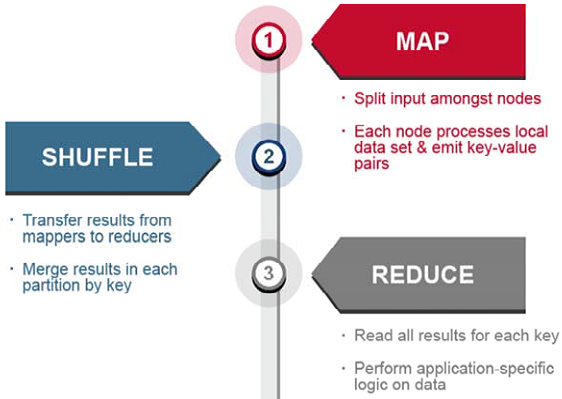 1
MAP
· Split input amongst nodes
· Each node processes local
data set & emit key-value
pairs
SHUFFLE
2
· Transfer results from
mappers to reducers
· Merge results in each
partition by key
3
REDUCE
· Read all results for each key
· Perform application-specific
logic on data